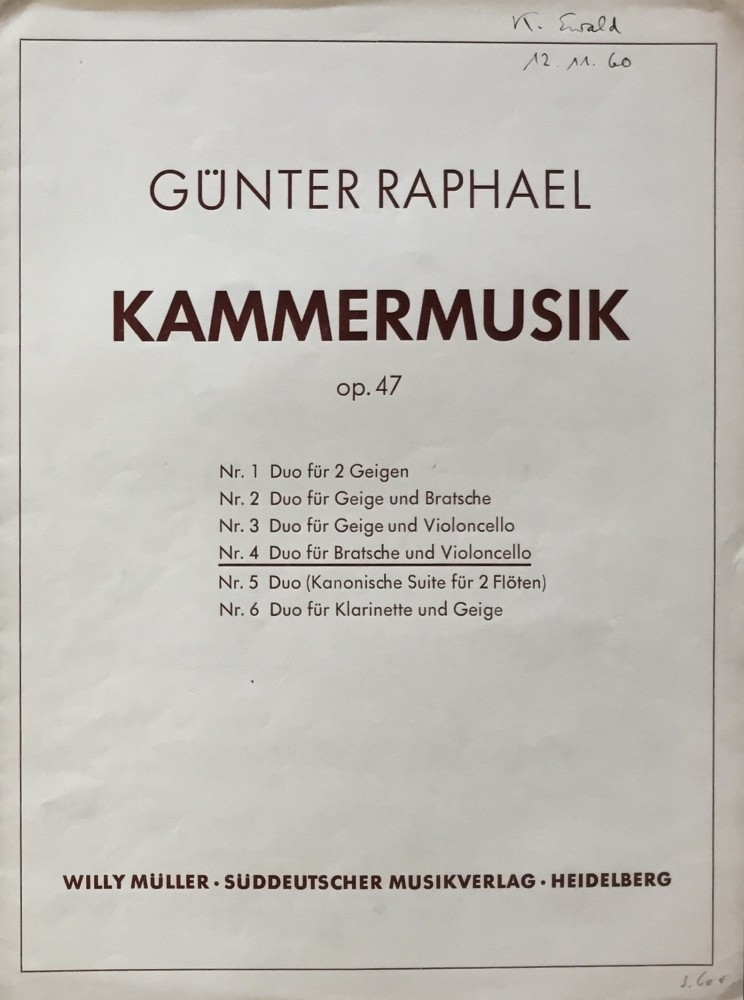 K. Ewald
12. 11. 60
GÜNTER RAPHAEL
KAMMERMUSIK
op. 47
Nr. 1 Duo für 2 Geigen
Nr. 2 Duo für Geige und Bratsche
Nr. 3 Duo für Geige und Violoncello
Nr. 4 Duo für Bratsche und Violoncello
Nr. 5 Duo (Kanonische Suite für 2 Flöten)
Nr. 6 Duo für Klarinette und Geige
WILLY MÜLLER · SÜDDEUTSCHER MUSIKVERLAG · HEIDELBERG